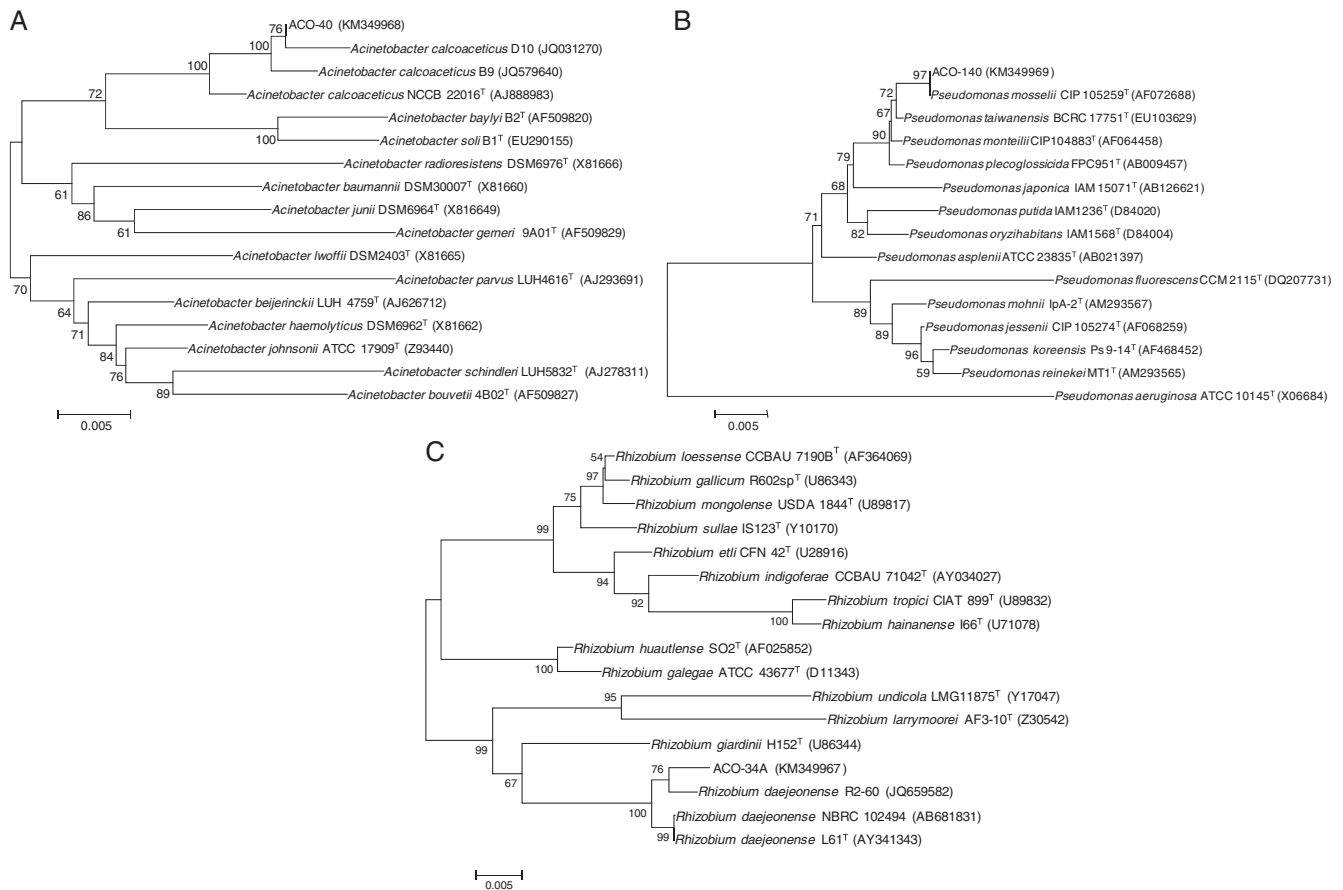 A
76 ACO-40 (KM349968)
100 Acinetobacter calcoaceticus D10 (JQ031270)
100 Acinetobacter calcoaceticus B9 (JQ579640)
Acinetobacter calcoaceticus NCCB 22016ᵀ (AJ888983)
72
Acinetobacter baylyi B2ᵀ (AF509820)
100 Acinetobacter soli B1ᵀ (EU290155)
Acinetobacter radioresistens DSM6976ᵀ (X81666)
61 Acinetobacter baumannii DSM30007ᵀ (X81660)
86 Acinetobacter junii DSM6964ᵀ (X816649)
61 Acinetobacter gerneri 9A01ᵀ (AF509829)
Acinetobacter lwoffii DSM2403ᵀ (X81665)
70 Acinetobacter parvus LUH4616ᵀ (AJ293691)
64 Acinetobacter beijerinckii LUH 4759ᵀ (AJ626712)
71 Acinetobacter haemolyticus DSM6962ᵀ (X81662)
84 Acinetobacter johnsonii ATCC 17909ᵀ (Z93440)
76 Acinetobacter schindleri LUH5832ᵀ (AJ278311)
89 Acinetobacter bouvetii 4B02ᵀ (AF509827)
0.005
B
97 ACO-140 (KM349969)
72 Pseudomonas mosselii CIP 105259ᵀ (AF072688)
67 Pseudomonas taiwanensis BCRC 17751ᵀ (EU103629)
90 Pseudomonas monteilii CIP104883ᵀ (AF064458)
79 Pseudomonas plecoglossicida FPC951ᵀ (AB009457)
68 Pseudomonas japonica IAM 15071ᵀ (AB126621)
Pseudomonas putida IAM1236ᵀ (D84020)
71
82 Pseudomonas oryzihabitans IAM1568ᵀ (D84004)
Pseudomonas asplenii ATCC 23835ᵀ (AB021397)
Pseudomonas fluorescens CCM 2115ᵀ (DQ207731)
89 Pseudomonas mohnii IpA-2ᵀ (AM293567)
89 Pseudomonas jessenii CIP 105274ᵀ (AF068259)
96 Pseudomonas koreensis Ps 9-14ᵀ (AF468452)
59 Pseudomonas reinekei MT1ᵀ (AM293565)
Pseudomonas aeruginosa ATCC 10145ᵀ (X06684)
0.005
C
54 Rhizobium loessense CCBAU 7190Bᵀ (AF364069)
97 Rhizobium gallicum R602spᵀ (U86343)
75 Rhizobium mongolense USDA 1844ᵀ (U89817)
99 Rhizobium sullae IS123ᵀ (Y10170)
Rhizobium etli CFN 42ᵀ (U28916)
94 Rhizobium indigoferae CCBAU 71042ᵀ (AY034027)
92 Rhizobium tropici CIAT 899ᵀ (U89832)
100 Rhizobium hainanense I66ᵀ (U71078)
Rhizobium huautlense SO2ᵀ (AF025852)
100 Rhizobium galegae ATCC 43677ᵀ (D11343)
95 Rhizobium undicola LMG11875ᵀ (Y17047)
Rhizobium larrymoorei AF3-10ᵀ (Z30542)
99 Rhizobium giardinii H152ᵀ (U86344)
67 76 ACO-34A (KM349967)
Rhizobium daejeonense R2-60 (JQ659582)
100 Rhizobium daejeonense NBRC 102494 (AB681831)
99 Rhizobium daejeonense L61ᵀ (AY341343)
0.005